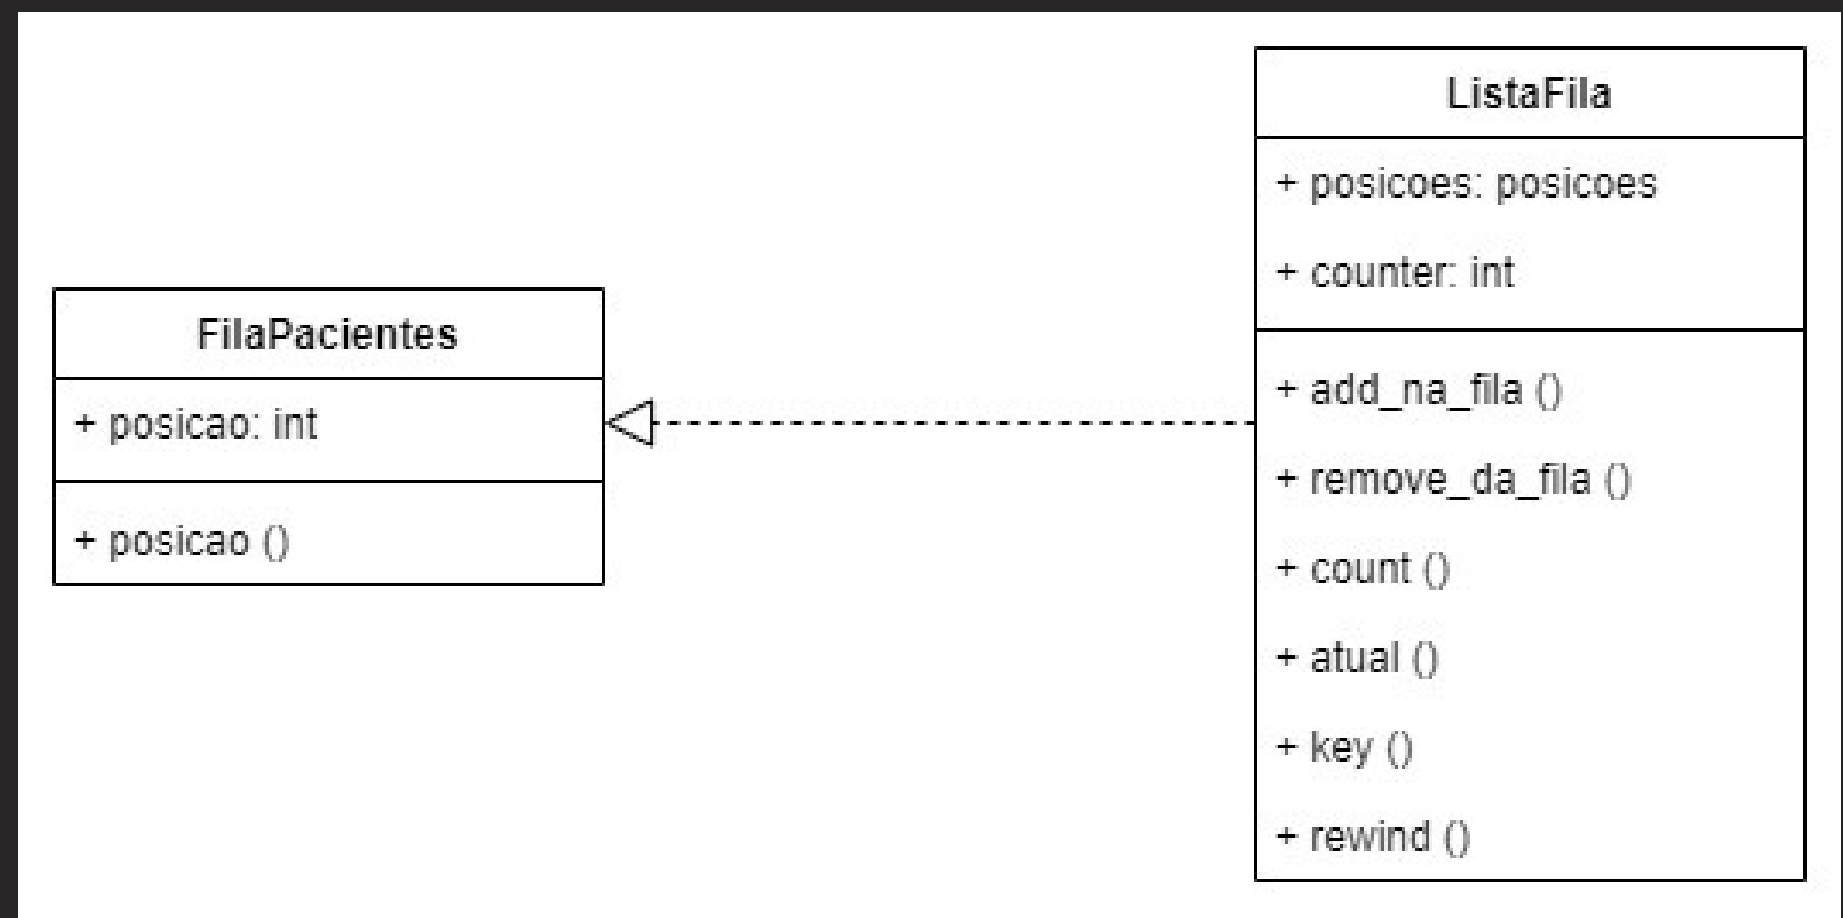 FilaPacientes
+ posicao: int
+ posicao ()
ListaFila
+ posicoes: posicoes
+ counter: int
+ add_na_fila ()
+ remove_da_fila ()
+ count ()
+ atual ()
+ key ()
+ rewind ()